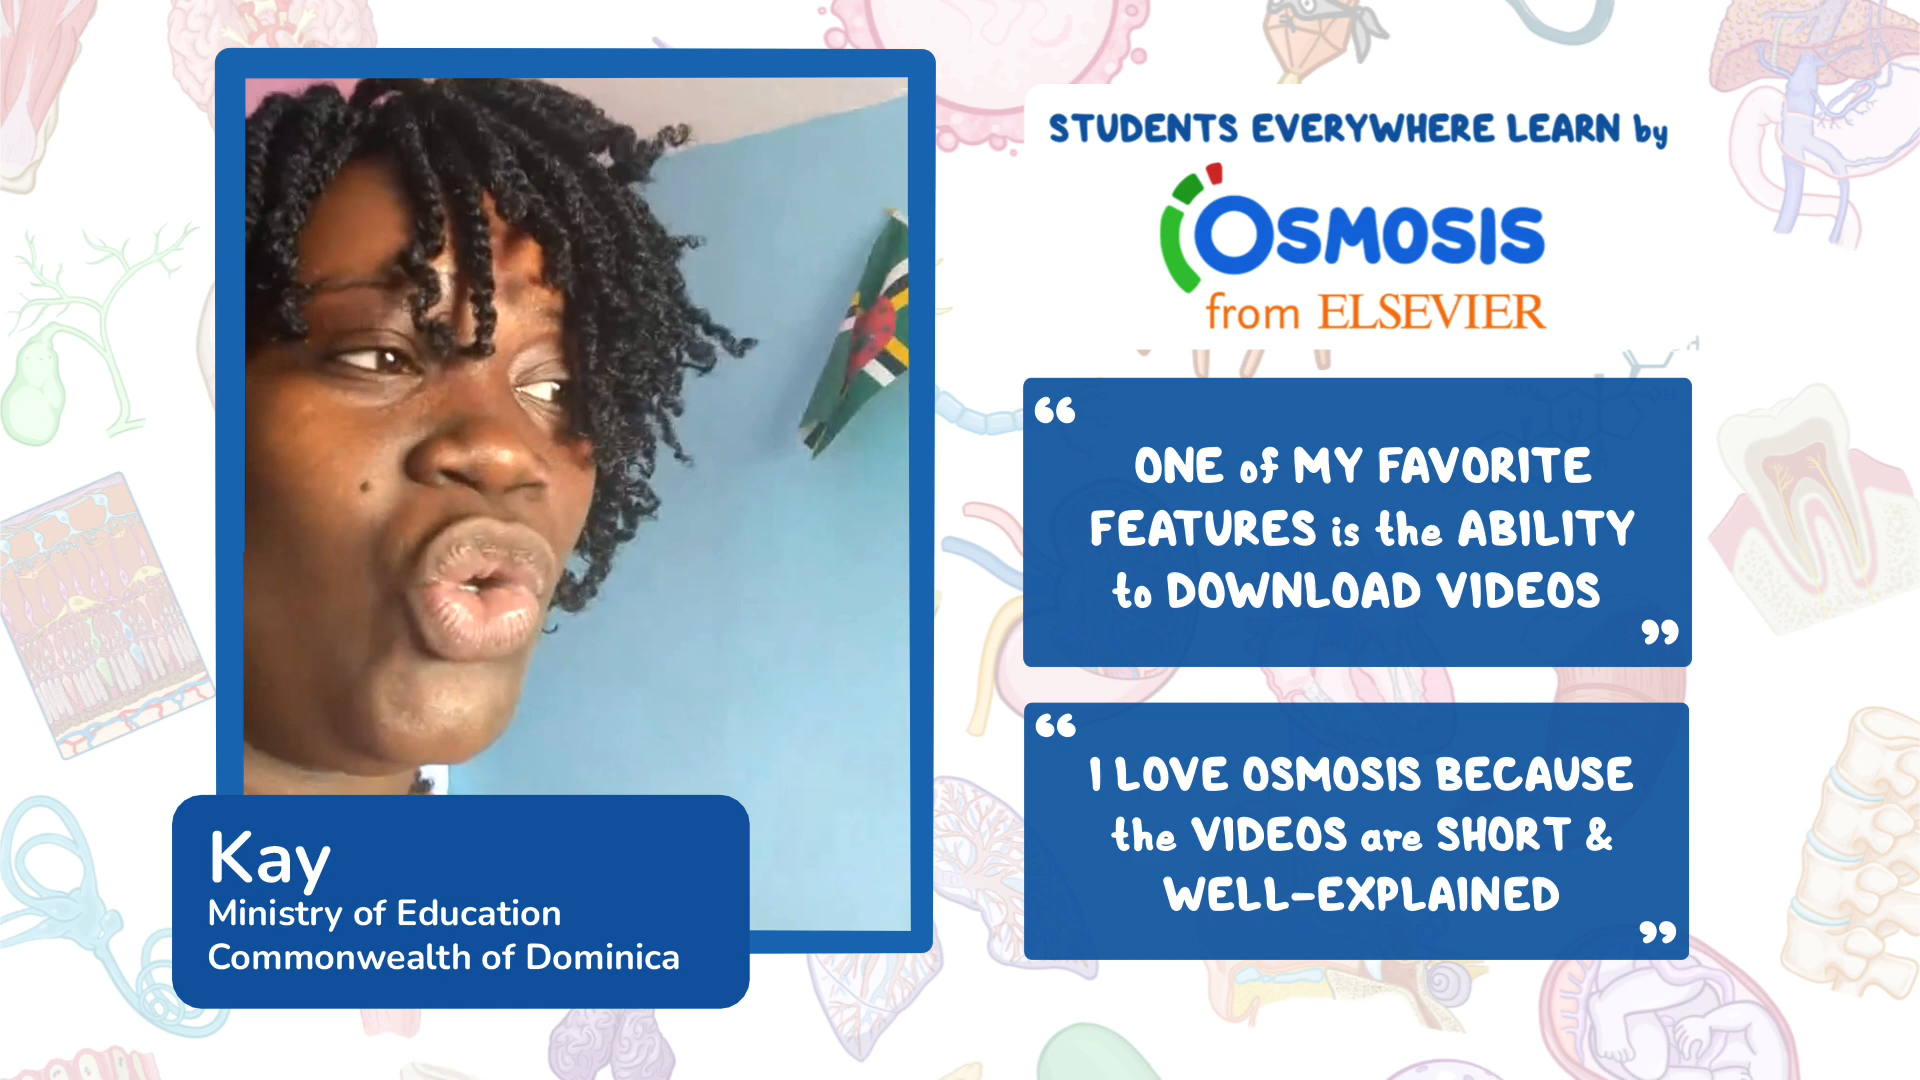 STUDENTS EVERYWHERE LEARN by
OSMOSIS
from ELSEVIER
“
ONE of MY FAVORITE
FEATURES is the ABILITY
to DOWNLOAD VIDEOS
”
“
I LOVE OSMOSIS BECAUSE
the VIDEOS are SHORT &
WELL-EXPLAINED
”
Kay
Ministry of Education
Commonwealth of Dominica